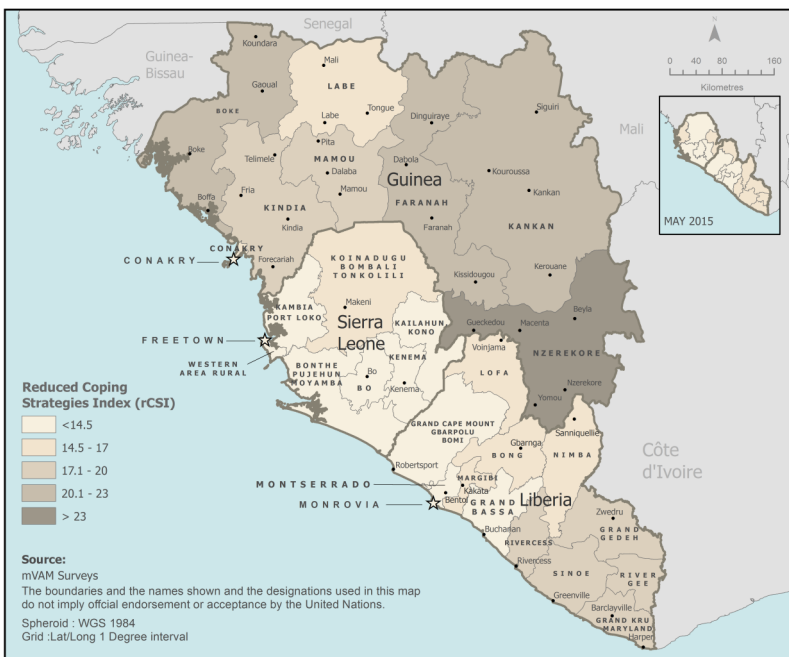 Senegal
Guinea-
Bissau
Mali
Côte
d'Ivoire
N
0 40 80 160
Kilometres
MAY 2015
Koundara
Gaoual
BOKE
Boke
Boffa
Mali
LABE
Tongue
Labe
Pita
Telimele
MAMOU
Dalaba
Mamou
Fria
KINDIA
Kindia
CONAKRY
CONAKRY
Forecariah
Guinea
Dinguiraye
Dabola
FARANAH
Faranah
Kissidougou
Siguiri
Kouroussa
Kankan
KANKAN
Kerouane
Beyla
Gueckedou
Macenta
NZEREKORE
Nzerekore
Yomou
KOINADUGU
BOMBALI
TONKOLILI
Makeni
KAMBIA
PORT LOKO
Sierra
Leone
KAILAHUN
KONO
FREETOWN
WESTERN
AREA RURAL
BONTHE
PUJEHUN
MOYAMBA
Bo
BO
KENEMA
Kenema
Voinjama
LOFA
GRAND CAPE MOUNT
GBARPOLU
BOMI
Gbarnga
BONG
Sanniquellie
NIMBA
Robertsport
MONTSERRADO
MARGIBI
Kakata
Bentol
MONROVIA
GRAND
BASSA
Liberia
Buchanan
RIVERCESS
Rivercess
Zwedru
GRAND
GEDEH
SINOE
RIVER
GEE
Greenville
Barclayville
GRAND KRU
MARYLAND
Harper
Reduced Coping
Strategies Index (rCSI)
<14.5
14.5 - 17
17.1 - 20
20.1 - 23
> 23
Source:
mVAM Surveys
The boundaries and the names shown and the designations used in this map
do not imply offcial endorsement or acceptance by the United Nations.
Spheroid : WGS 1984
Grid :Lat/Long 1 Degree interval